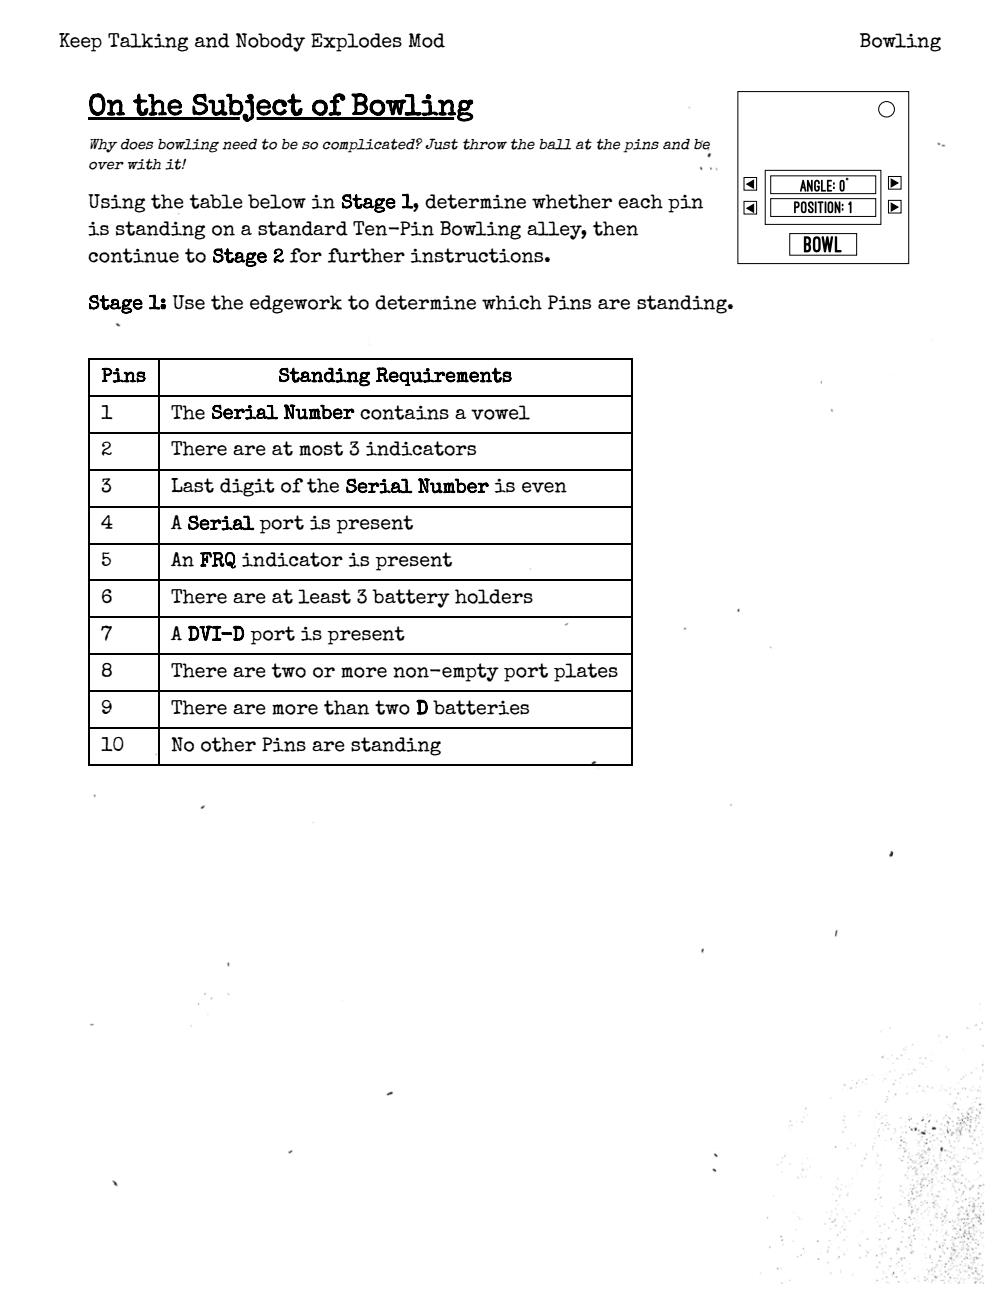 Keep Talking and Nobody Explodes Mod
Bowling
On the Subject of Bowling
Why does bowling need to be so complicated? Just throw the ball at the pins and be
over with it!
Using the table below in Stage 1, determine whether each pin
is standing on a standard Ten-Pin Bowling alley, then
continue to Stage 2 for further instructions.
ANGLE: 0°
POSITION: 1
BOWL
Stage 1: Use the edgework to determine which Pins are standing.
Pins Standing Requirements
1 The Serial Number contains a vowel
2 There are at most 3 indicators
3 Last digit of the Serial Number is even
4 A Serial port is present
5 An FRQ indicator is present
6 There are at least 3 battery holders
7 A DVI-D port is present
8 There are two or more non-empty port plates
9 There are more than two D batteries
10 No other Pins are standing